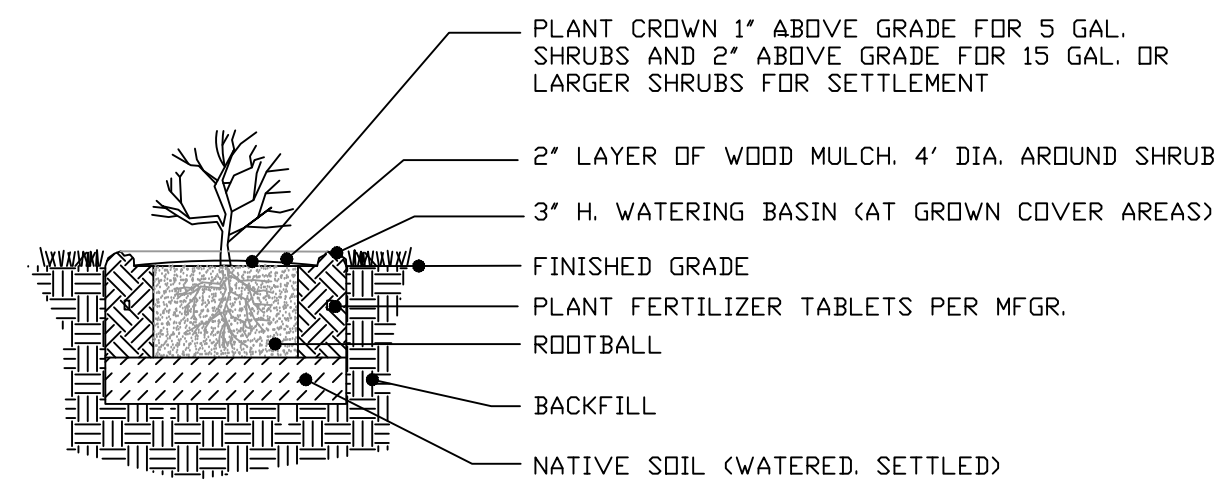 PLANT CROWN 1" ABOVE GRADE FOR 5 GAL.
SHRUBS AND 2" ABOVE GRADE FOR 15 GAL. OR
LARGER SHRUBS FOR SETTLEMENT
2" LAYER OF WOOD MULCH. 4' DIA. AROUND SHRUB
3" H. WATERING BASIN (AT GROWN COVER AREAS)
FINISHED GRADE
PLANT FERTILIZER TABLETS PER MFGR.
ROOTBALL
BACKFILL
NATIVE SOIL (WATERED. SETTLED)